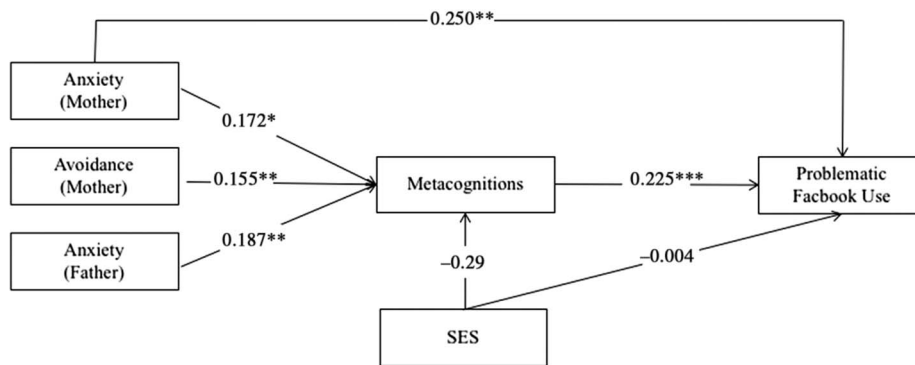 0.250**
Anxiety
(Mother)
0.172*
Avoidance
(Mother)
0.155**
Metacognitions
0.225***
Problematic
Facbook Use
Anxiety
(Father)
0.187**
–0.29
–0.004
SES